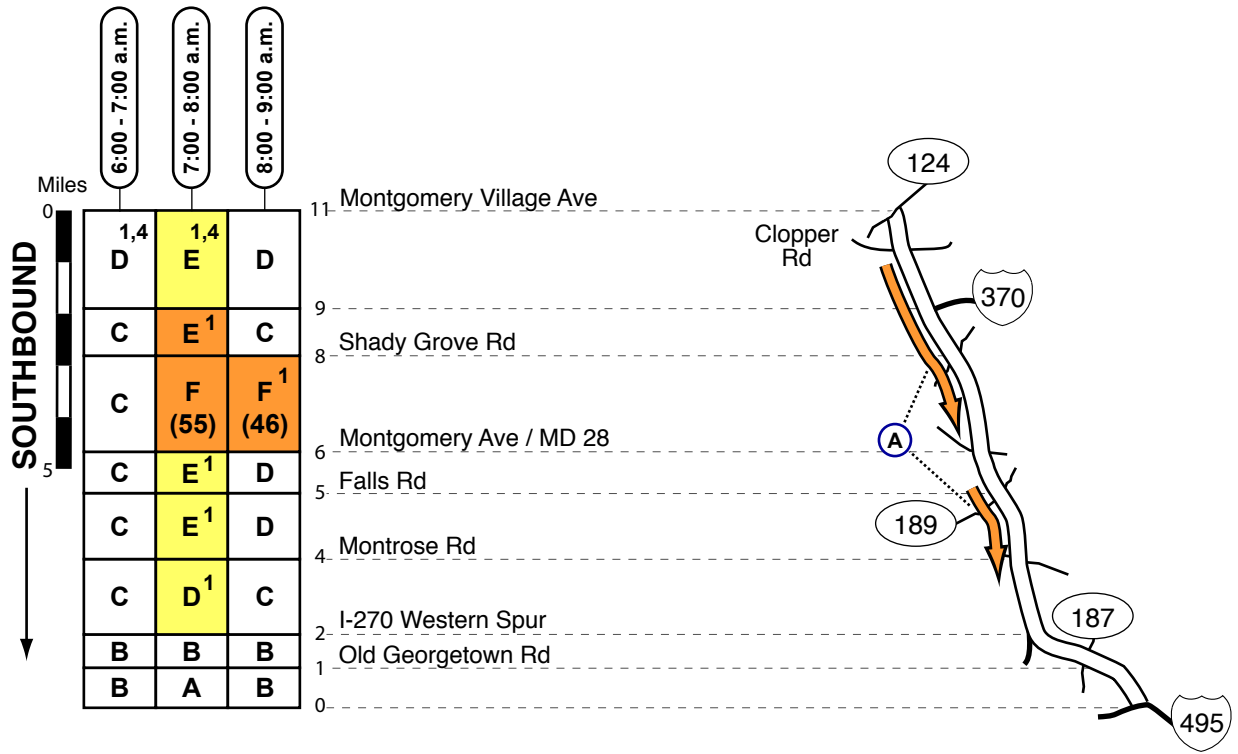 6:00 - 7:00 a.m.
7:00 - 8:00 a.m.
8:00 - 9:00 a.m.
Miles
0
5
SOUTHBOUND
D 1,4
E 1,4
D
C
E 1
C
C
F (55)
F 1 (46)
C
E 1
D
C
E 1
D
C
D 1
C
B
B
B
B
A
B
11 Montgomery Village Ave
9
Shady Grove Rd
8
Montgomery Ave / MD 28
6
Falls Rd
5
Montrose Rd
4
I-270 Western Spur
2
Old Georgetown Rd
1
0
124
Clopper
Rd
370
A
189
187
495